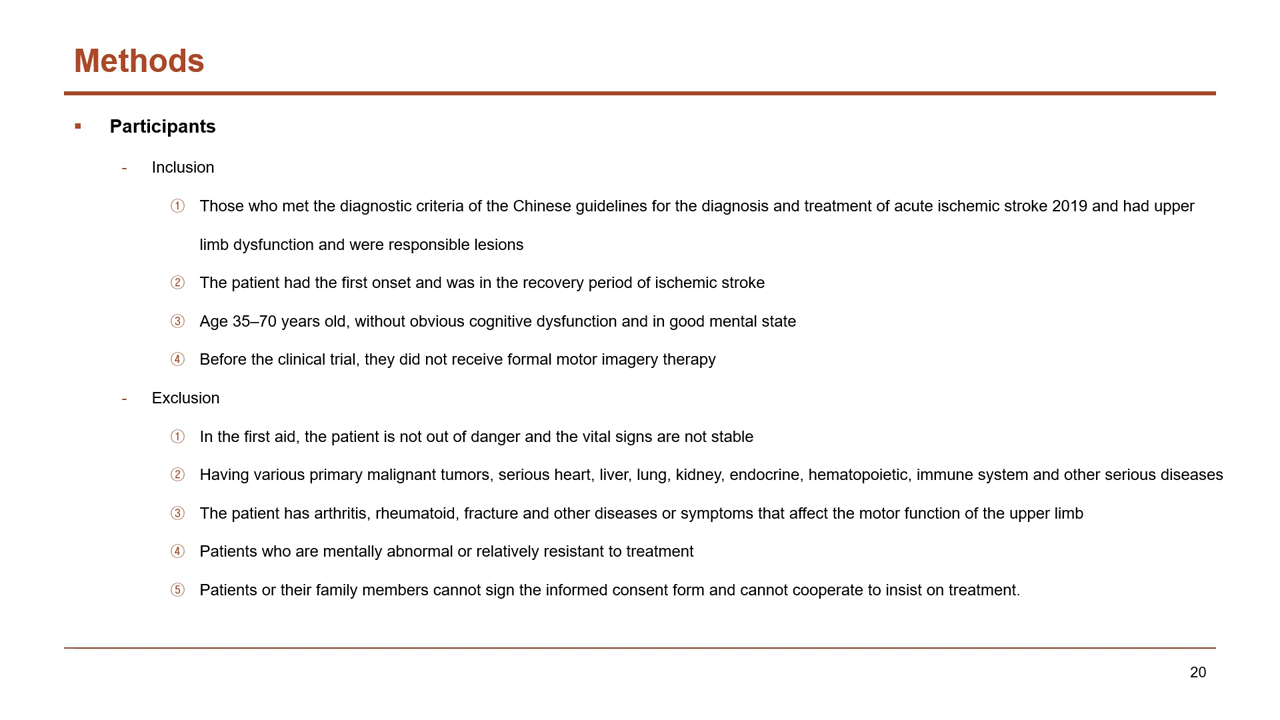 Methods
▪ Participants
- Inclusion
① Those who met the diagnostic criteria of the Chinese guidelines for the diagnosis and treatment of acute ischemic stroke 2019 and had upper
limb dysfunction and were responsible lesions
② The patient had the first onset and was in the recovery period of ischemic stroke
③ Age 35–70 years old, without obvious cognitive dysfunction and in good mental state
④ Before the clinical trial, they did not receive formal motor imagery therapy
- Exclusion
① In the first aid, the patient is not out of danger and the vital signs are not stable
② Having various primary malignant tumors, serious heart, liver, lung, kidney, endocrine, hematopoietic, immune system and other serious diseases
③ The patient has arthritis, rheumatoid, fracture and other diseases or symptoms that affect the motor function of the upper limb
④ Patients who are mentally abnormal or relatively resistant to treatment
⑤ Patients or their family members cannot sign the informed consent form and cannot cooperate to insist on treatment.
20